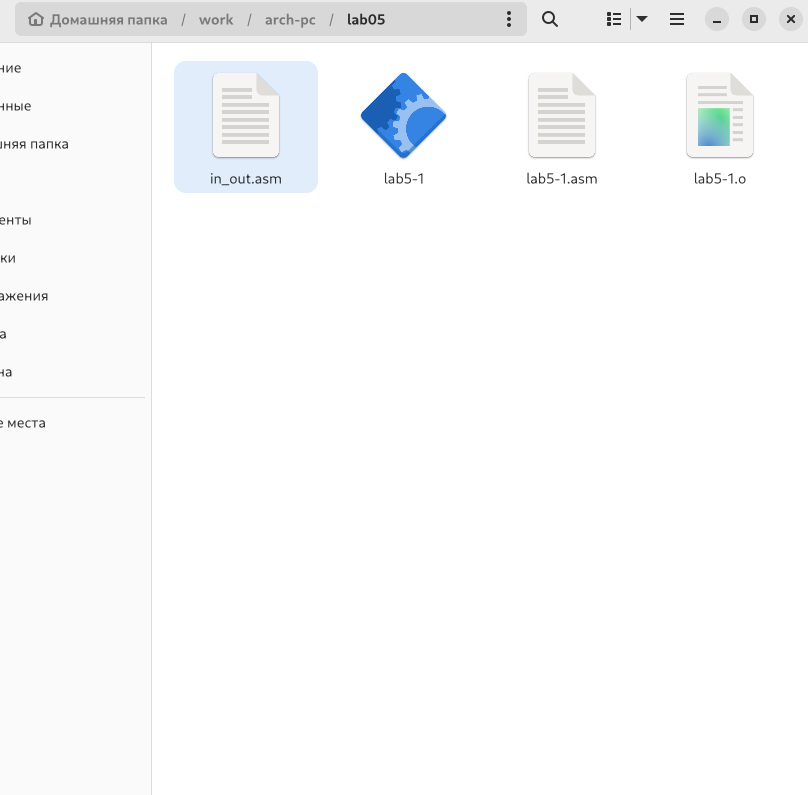 Домашняя папка / work / arch-pc / lab05
ние
нные
шняя папка
енты
ки
ажения
а
на
е места
in_out.asm
lab5-1
lab5-1.asm
lab5-1.o